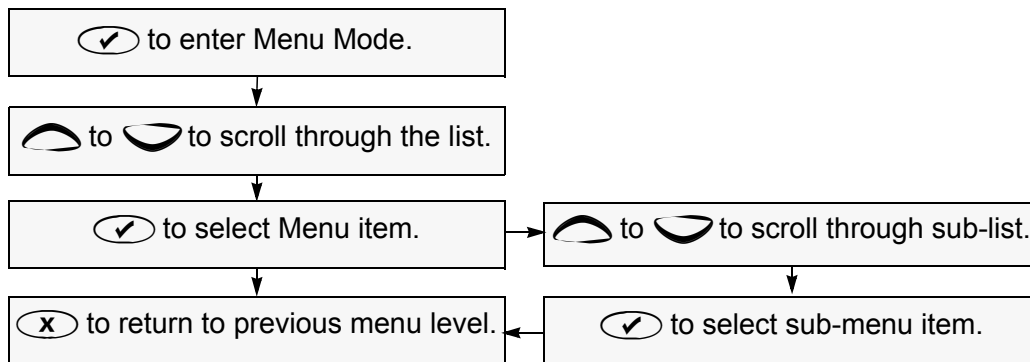 ✔ to enter Menu Mode.
to to scroll through the list.
✔ to select Menu item.
to to scroll through sub-list.
x to return to previous menu level.
✔ to select sub-menu item.